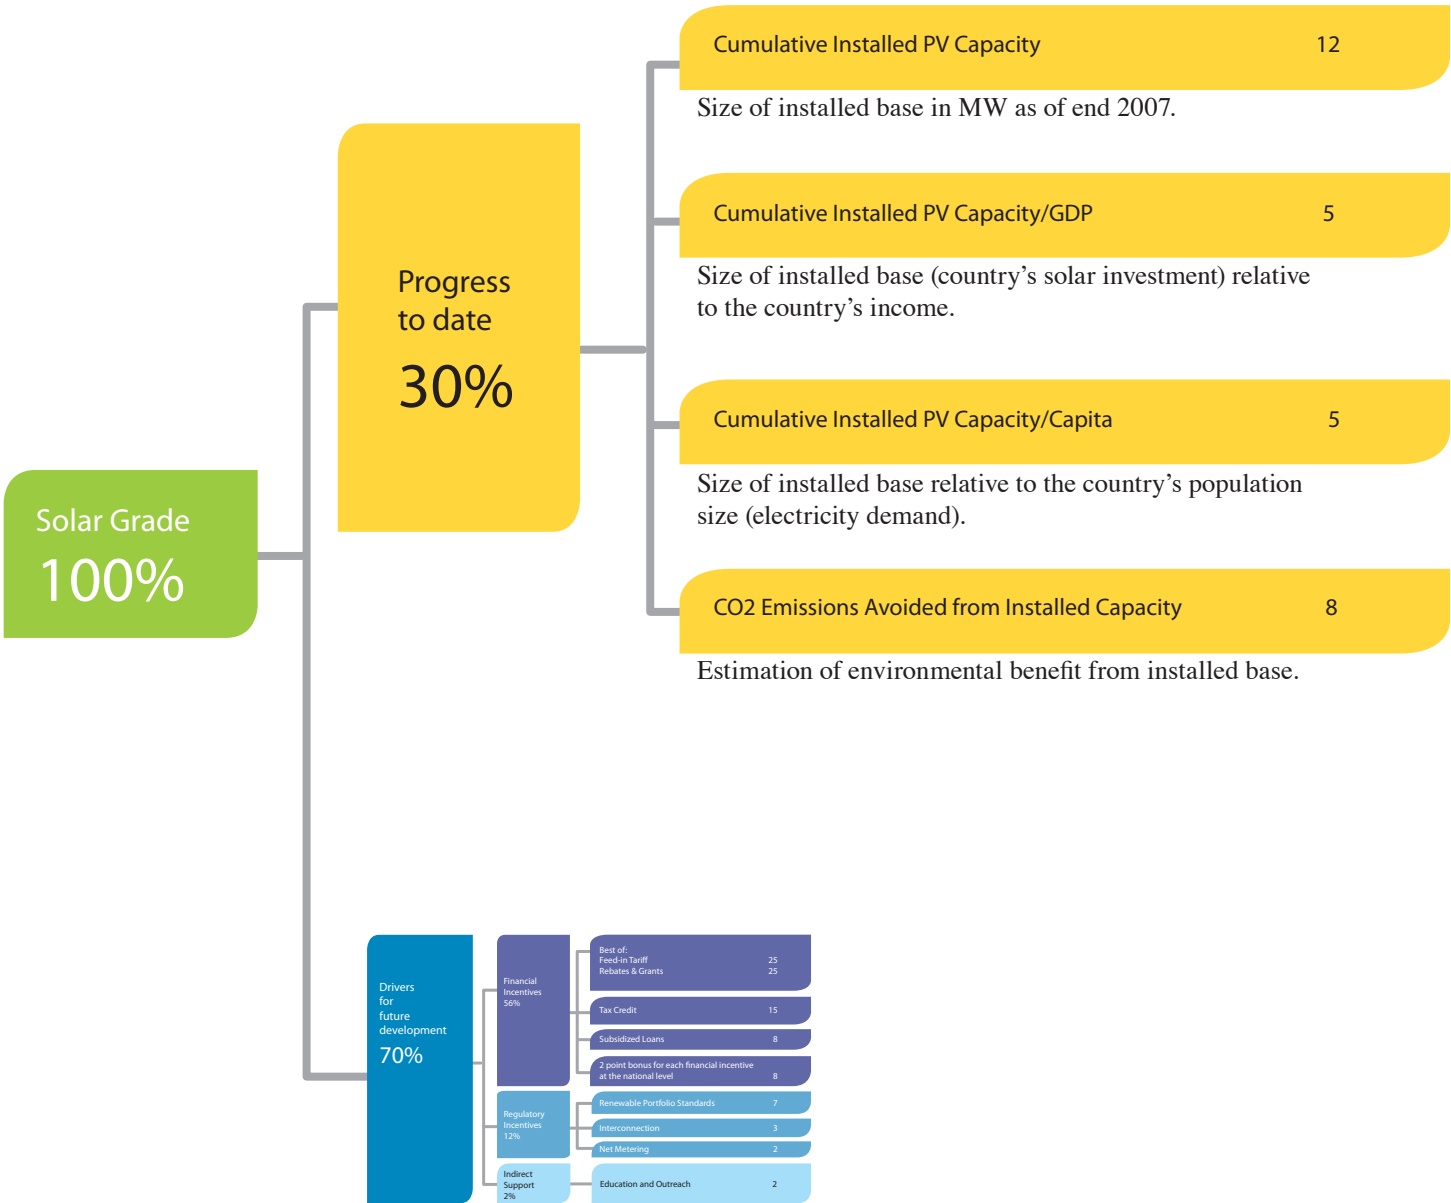 Solar Grade
100%
Progress
to date
30%
Cumulative Installed PV Capacity 12
Size of installed base in MW as of end 2007.
Cumulative Installed PV Capacity/GDP 5
Size of installed base (country’s solar investment) relative
to the country’s income.
Cumulative Installed PV Capacity/Capita 5
Size of installed base relative to the country’s population
size (electricity demand).
CO2 Emissions Avoided from Installed Capacity 8
Estimation of environmental benefit from installed base.
Drivers
for
future
development
70%
Financial
Incentives
56%
Best of:
Feed-in Tariff 25
Rebates & Grants 25
Tax Credit 15
Subsidized Loans 8
2 point bonus for each financial incentive
at the national level 8
Regulatory
Incentives
12%
Renewable Portfolio Standards 7
Interconnection 3
Net Metering 2
Indirect
Support
2%
Education and Outreach 2